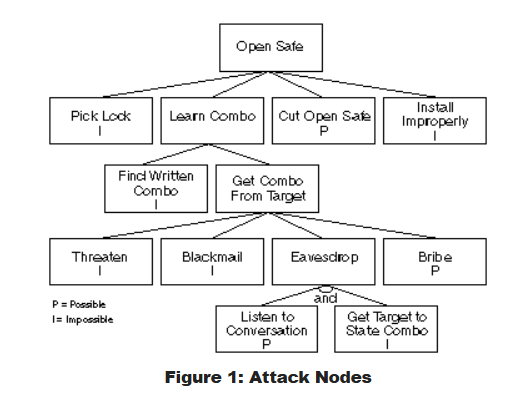 Open Safe
Pick Lock
I
Learn Combo
Cut Open Safe
P
Install
Improperly
I
Find Written
Combo
I
Get Combo
From Target
Threaten
I
Blackmail
I
Eavesdrop
Bribe
P
P = Possible
I = Impossible
and
Listen to
Conversation
P
Get Target to
State Combo
I
Figure 1: Attack Nodes